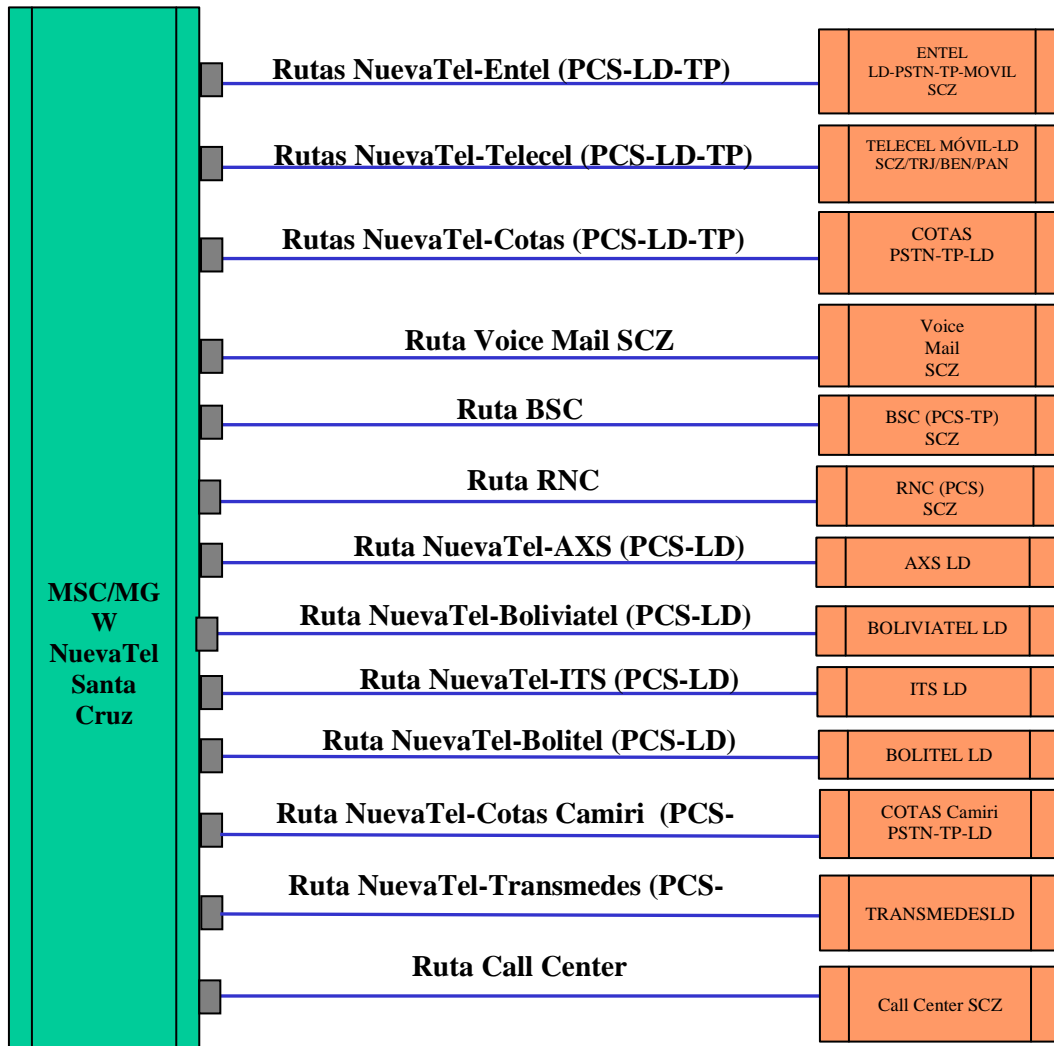 Rutas NuevaTel-Entel (PCS-LD-TP)
ENTEL
LD-PSTN-TP-MOVIL
SCZ
Rutas NuevaTel-Telecel (PCS-LD-TP)
TELECEL MÓVIL-LD
SCZ/TRJ/BEN/PAN
Rutas NuevaTel-Cotas (PCS-LD-TP)
COTAS
PSTN-TP-LD
Ruta Voice Mail SCZ
Voice
Mail
SCZ
Ruta BSC
BSC (PCS-TP)
SCZ
Ruta RNC
RNC (PCS)
SCZ
Ruta NuevaTel-AXS (PCS-LD)
AXS LD
MSC/MG
W
NuevaTel
Santa
Cruz
Ruta NuevaTel-Boliviatel (PCS-LD)
BOLIVIATEL LD
Ruta NuevaTel-ITS (PCS-LD)
ITS LD
Ruta NuevaTel-Bolitel (PCS-LD)
BOLITEL LD
Ruta NuevaTel-Cotas Camiri (PCS-
COTAS Camiri
PSTN-TP-LD
Ruta NuevaTel-Transmedes (PCS-
TRANSMEDESLD
Ruta Call Center
Call Center SCZ